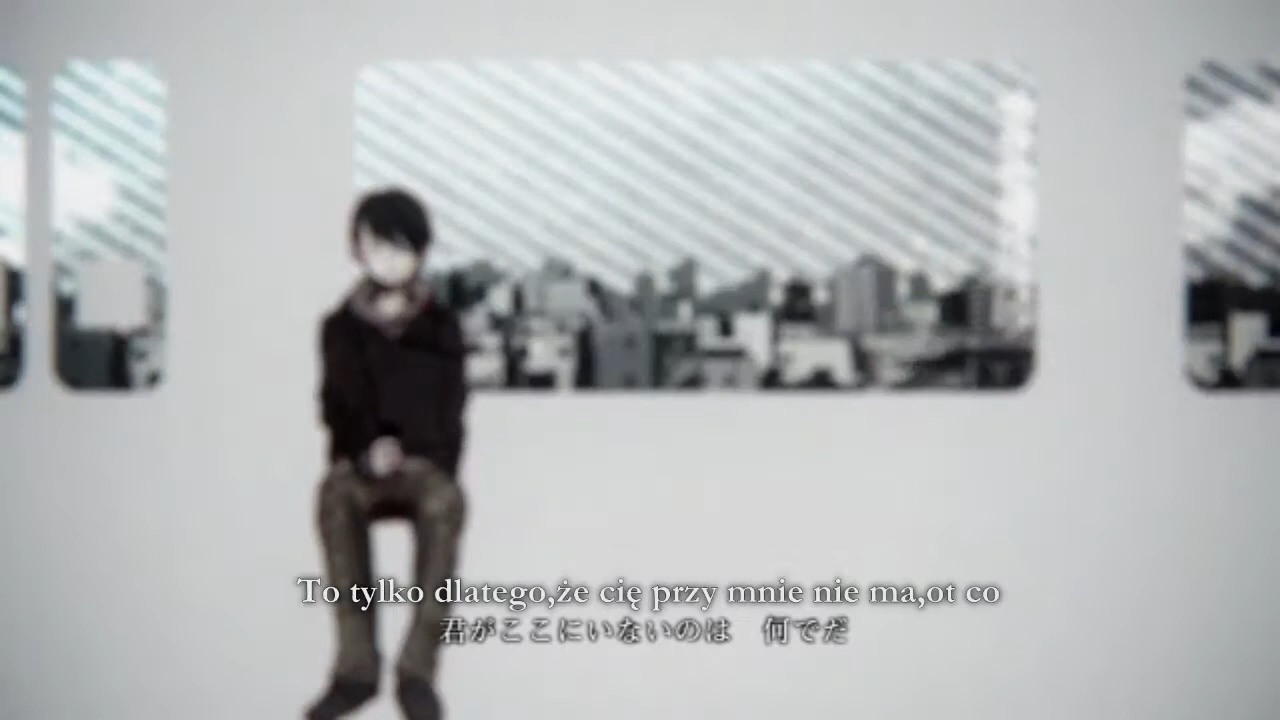 To tylko dlatego,że cię przy mnie nie ma,ot co
君がここにいないのは　何でだ